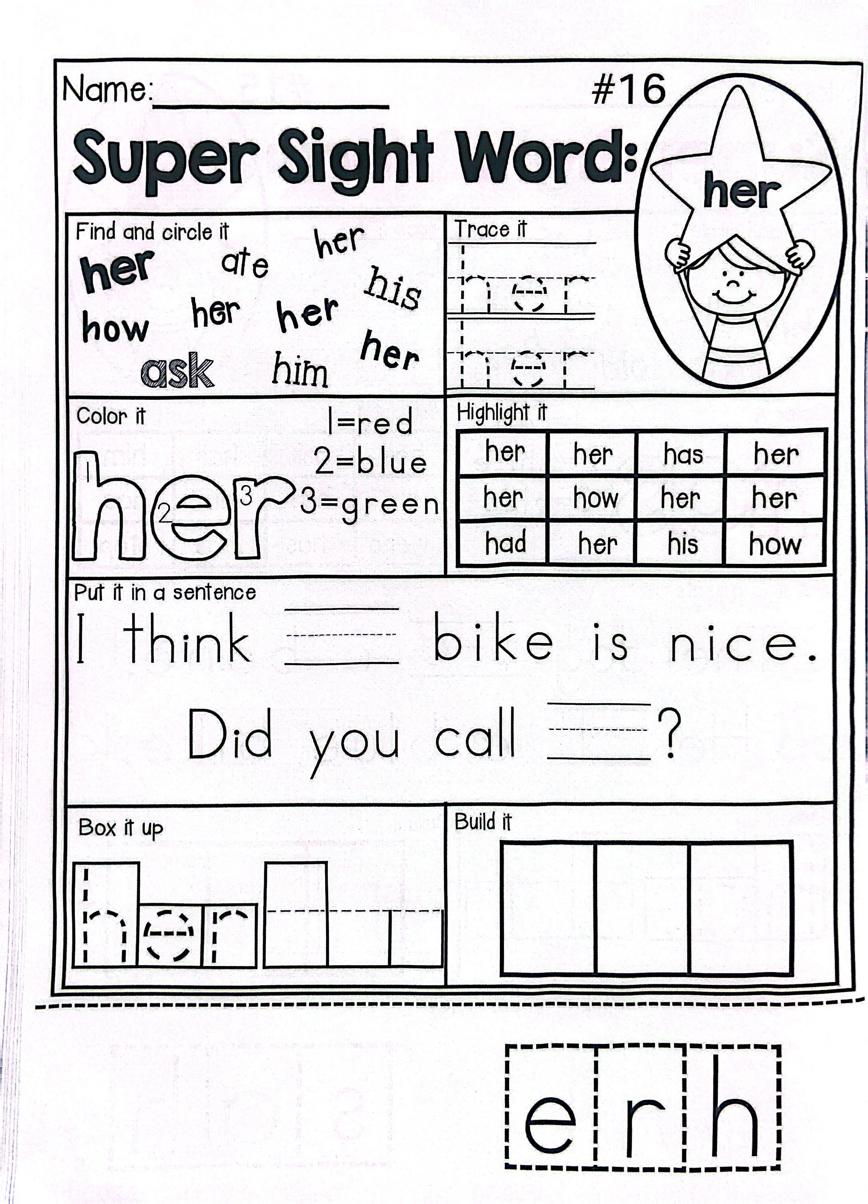 Name: #16
Super Sight Word:
her
Find and circle it
her ate her
his
how her her
ask him her
Trace it
her
her
Color it
her
1 2 3
1=red
2=blue
3=green
Highlight it
her her has her
her how her her
had her his how
Put it in a sentence
I think bike is nice.
Did you call ?
Box it up
her
Build it
e r h